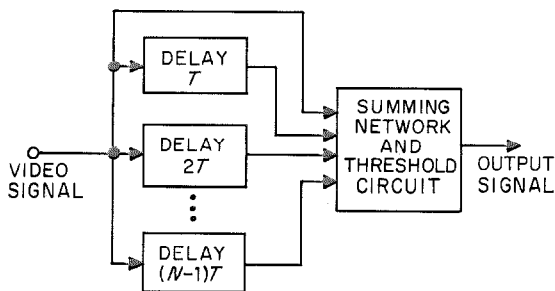 DELAY
T
VIDEO
SIGNAL
DELAY
2T
DELAY
(N-1)T
SUMMING
NETWORK
AND
THRESHOLD
CIRCUIT
OUTPUT
SIGNAL